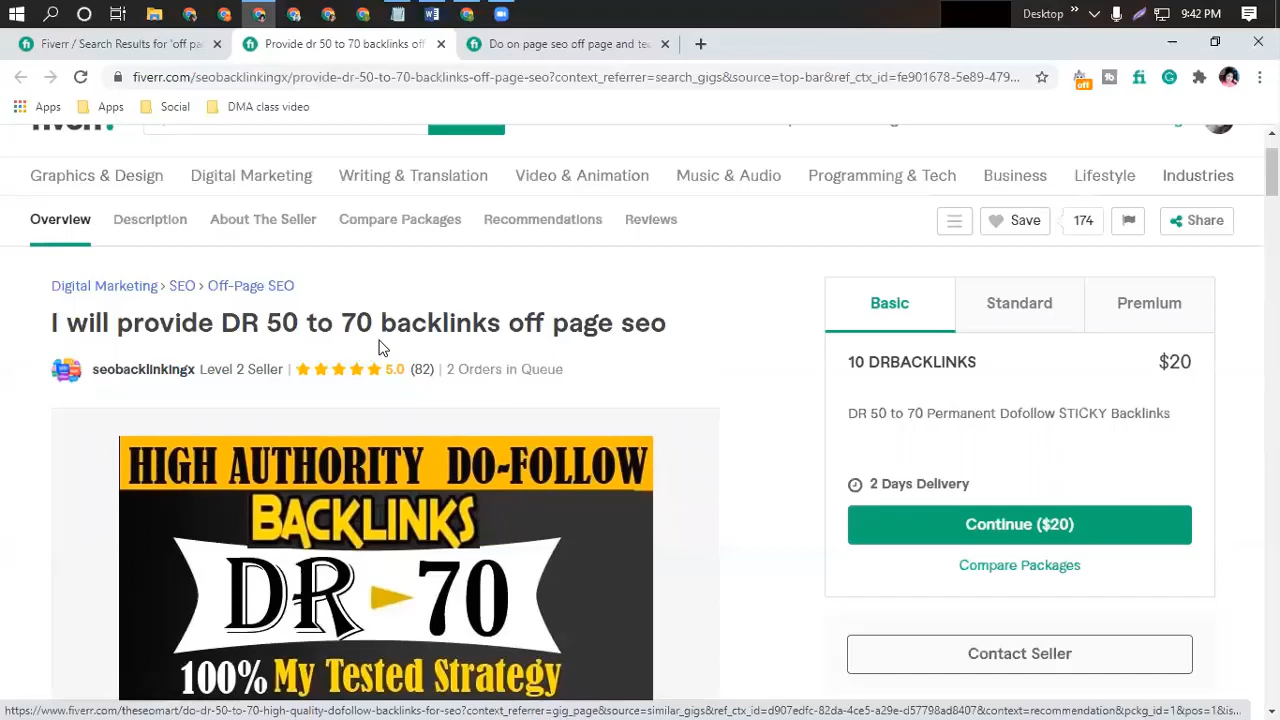 Desktop
9:42 PM
Fiverr / Search Results for 'off pa
Provide dr 50 to 70 backlinks off
Do on page seo off page and te
fiverr.com/seobacklinkingx/provide-dr-50-to-70-backlinks-off-page-seo?context_referrer=search_gigs&source=top-bar&ref_ctx_id=fe901678-5e89-479...
off
Apps
Apps
Social
DMA class video
Graphics & Design
Digital Marketing
Writing & Translation
Video & Animation
Music & Audio
Programming & Tech
Business
Lifestyle
Industries
Overview
Description
About The Seller
Compare Packages
Recommendations
Reviews
Save
174
Share
Digital Marketing › SEO › Off-Page SEO
I will provide DR 50 to 70 backlinks off page seo
seobacklinkingx Level 2 Seller | 5.0 (82) | 2 Orders in Queue
HIGH AUTHORITY DO-FOLLOW
BACKLINKS
DR 70
100% My Tested Strategy
Basic
Standard
Premium
10 DRBACKLINKS
$20
DR 50 to 70 Permanent Dofollow STICKY Backlinks
2 Days Delivery
Continue ($20)
Compare Packages
Contact Seller
https://www.fiverr.com/theseomart/do-dr-50-to-70-high-quality-dofollow-backlinks-for-seo?context_referrer=gig_page&source=similar_gigs&ref_ctx_id=d907edfc-82da-4ce5-a29e-d57798ad8407&context=recommendation&pckg_id=1&pos=1&is...